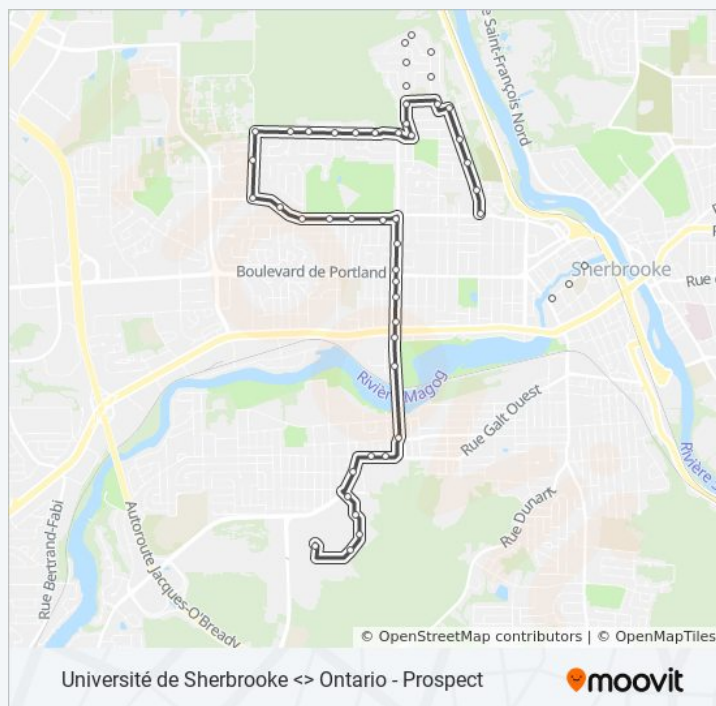 e Saint-François Nord
Boulevard de Portland
Sherbrooke
Rue
Rivière Magog
Rue Galt Ouest
Rue Dunant
Rivière S
Rue Bertrand-Fabi
Autoroute Jacques-O'Bready
© OpenStreetMap contributors | © OpenMapTiles
Université de Sherbrooke <> Ontario - Prospect
moovit